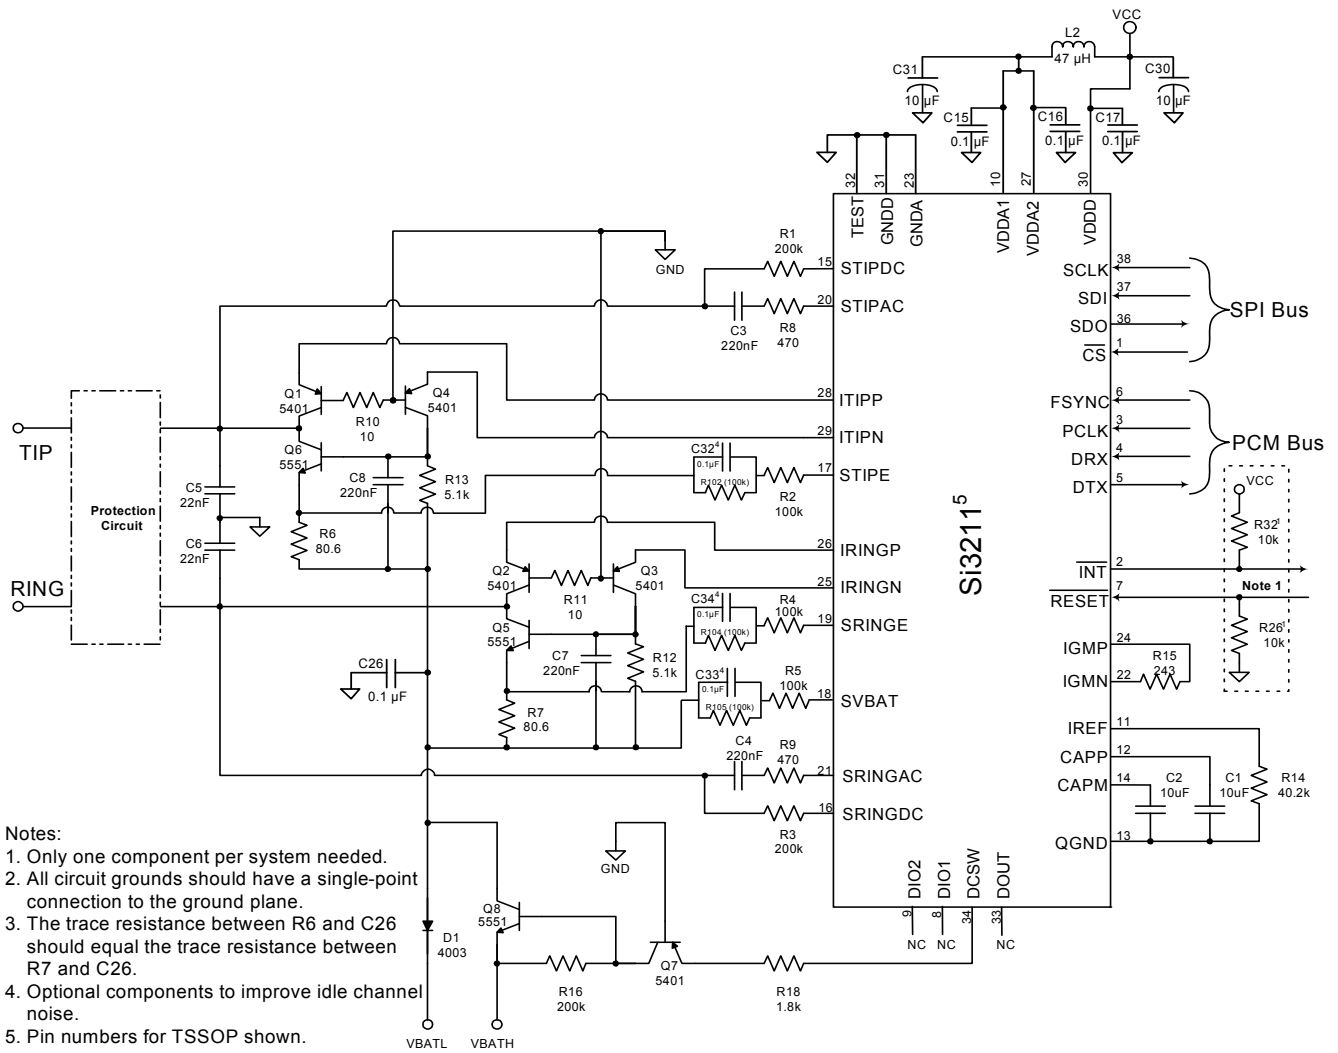 VCC
L2
47 µH
C31
10 µF
C30
10 µF
C15
0.1 µF
C16
0.1 µF
C17
0.1 µF
32
31
23
10
27
30
TEST
GNDD
GNDA
VDDA1
VDDA2
VDDD
GND
R1
200k
15
STIPDC
20
STIPAC
C3
220nF
R8
470
SCLK
38
SDI
37
SDO
36
CS
1
SPI Bus
Q1
5401
R10
10
Q4
5401
28
ITIPP
29
ITIPN
FSYNC
6
PCLK
3
DRX
4
DTX
5
PCM Bus
TIP
Q6
5551
C8
220nF
R13
5.1k
C32⁴
0.1µF
R102 (100k)
R2
100k
17
STIPE
VCC
R32¹
10k
Protection
Circuit
C5
22nF
C6
22nF
R6
80.6
26
IRINGP
25
IRINGN
Si3211⁵
INT
2
RESET
7
Note 1
R26¹
10k
RING
Q2
5401
R11
10
Q3
5401
Q5
5551
C7
220nF
R12
5.1k
C34⁴
0.1µF
R104 (100k)
R4
100k
19
SRINGE
IGMP
24
IGMN
22
R15
243
C26
0.1 µF
R7
80.6
C33⁴
0.1µF
R105 (100k)
R5
100k
18
SVBAT
IREF
11
CAPP
12
CAPM
14
C2
10uF
C1
10uF
R14
40.2k
QGND
13
C4
220nF
R9
470
21
SRINGAC
16
SRINGDC
R3
200k
GND
DIO2
DIO1
DCSW
DOUT
9
8
34
33
NC
NC
NC
Q8
5551
D1
4003
R16
200k
Q7
5401
R18
1.8k
VBATL
VBATH
Notes:
1. Only one component per system needed.
2. All circuit grounds should have a single-point
connection to the ground plane.
3. The trace resistance between R6 and C26
should equal the trace resistance between
R7 and C26.
4. Optional components to improve idle channel
noise.
5. Pin numbers for TSSOP shown.